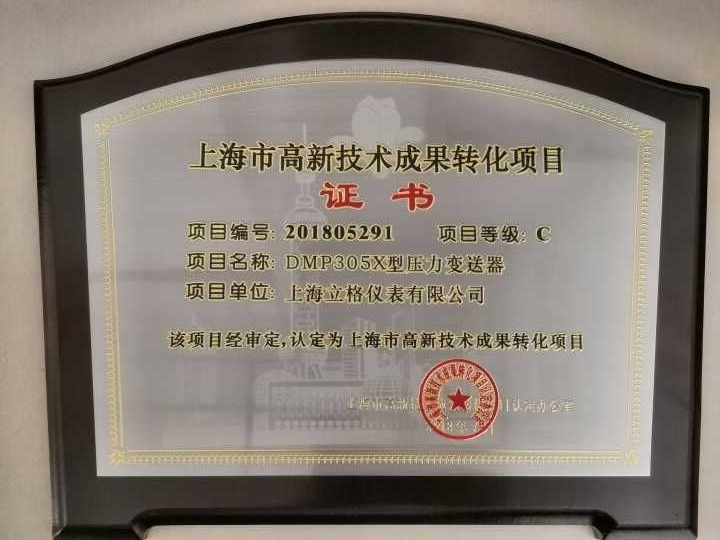 上海市高新技术成果转化项目
证书
项目编号: 201805291 项目等级: C
项目名称: DMP305X型压力变送器
项目单位: 上海立格仪表有限公司
该项目经审定,认定为上海市高新技术成果转化项目